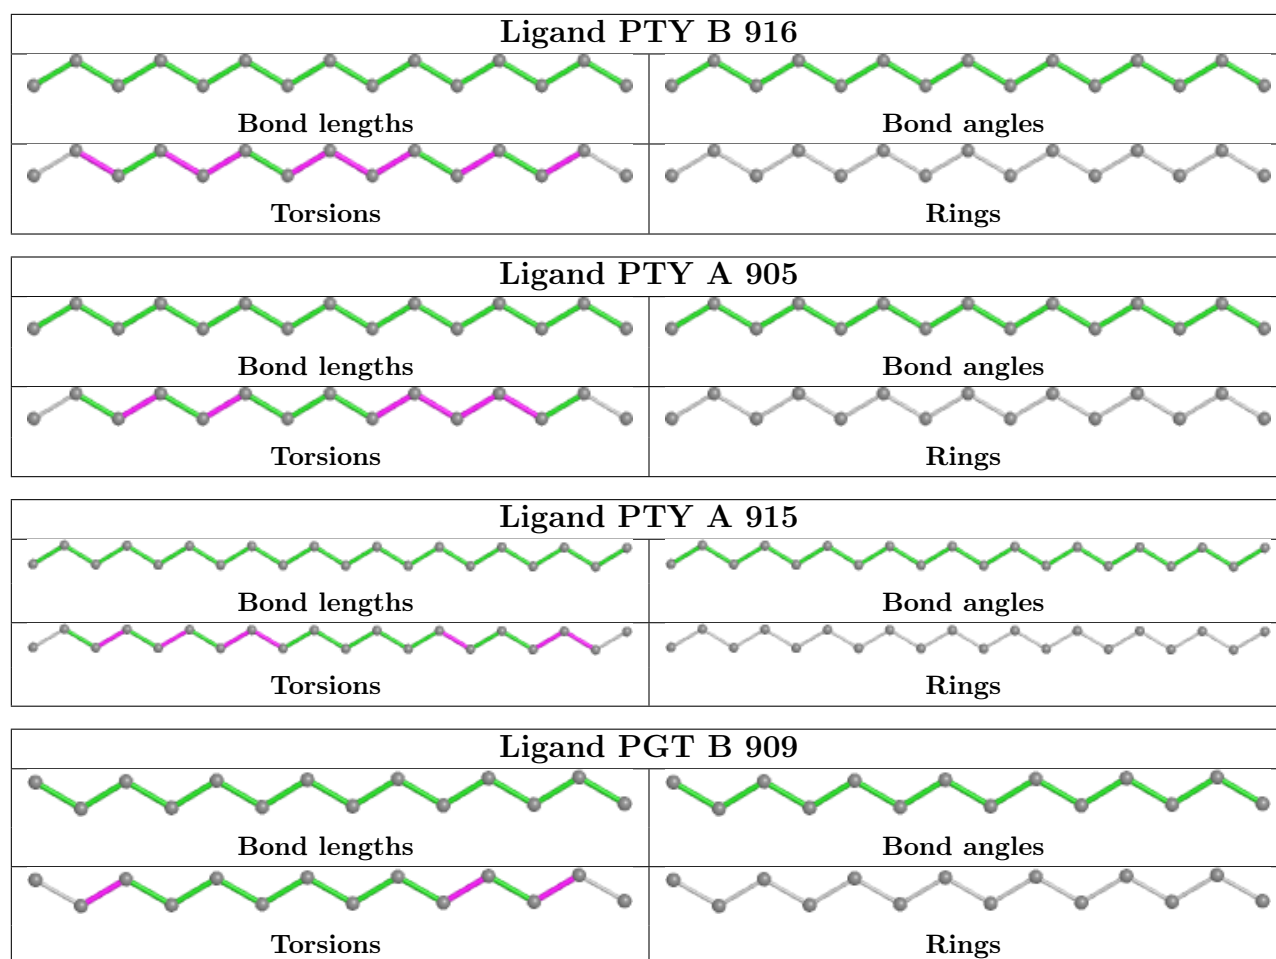 Ligand PTY B 916
Bond lengths Bond angles
Torsions Rings
Ligand PTY A 905
Bond lengths Bond angles
Torsions Rings
Ligand PTY A 915
Bond lengths Bond angles
Torsions Rings
Ligand PGT B 909
Bond lengths Bond angles
Torsions Rings